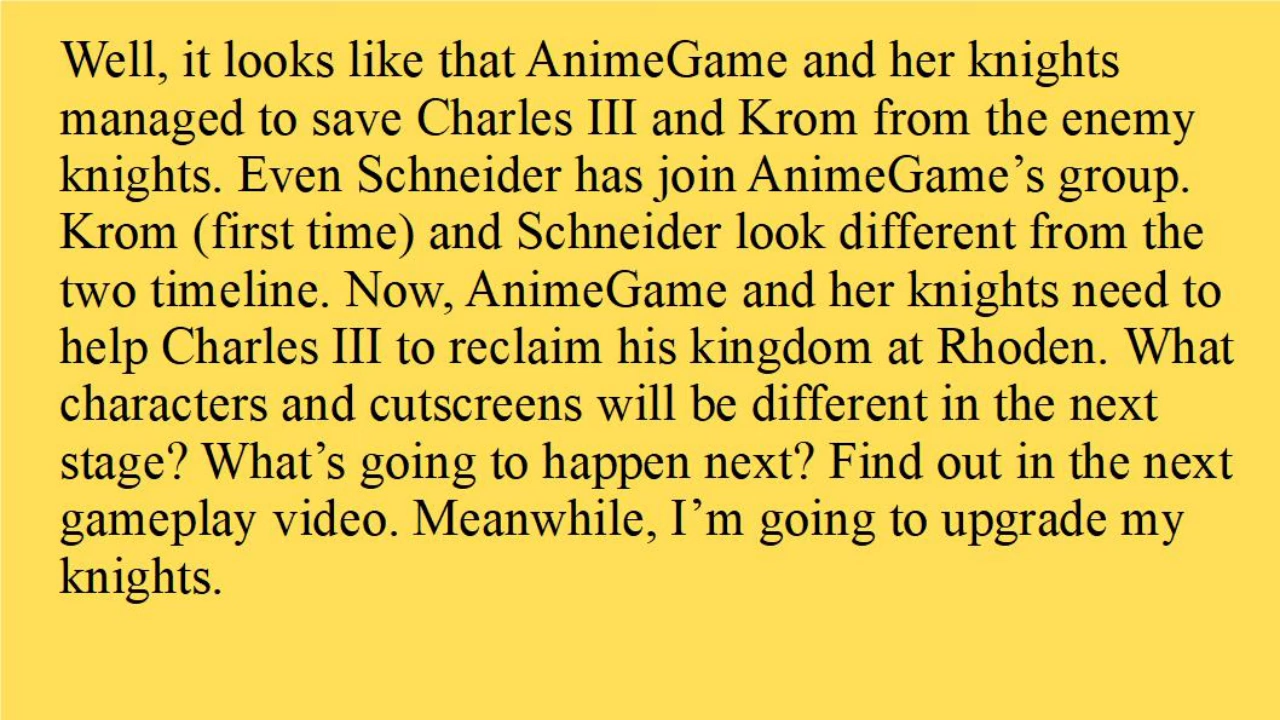 Well, it looks like that AnimeGame and her knights
managed to save Charles III and Krom from the enemy
knights. Even Schneider has join AnimeGame’s group.
Krom (first time) and Schneider look different from the
two timeline. Now, AnimeGame and her knights need to
help Charles III to reclaim his kingdom at Rhoden. What
characters and cutscreens will be different in the next
stage? What’s going to happen next? Find out in the next
gameplay video. Meanwhile, I’m going to upgrade my
knights.